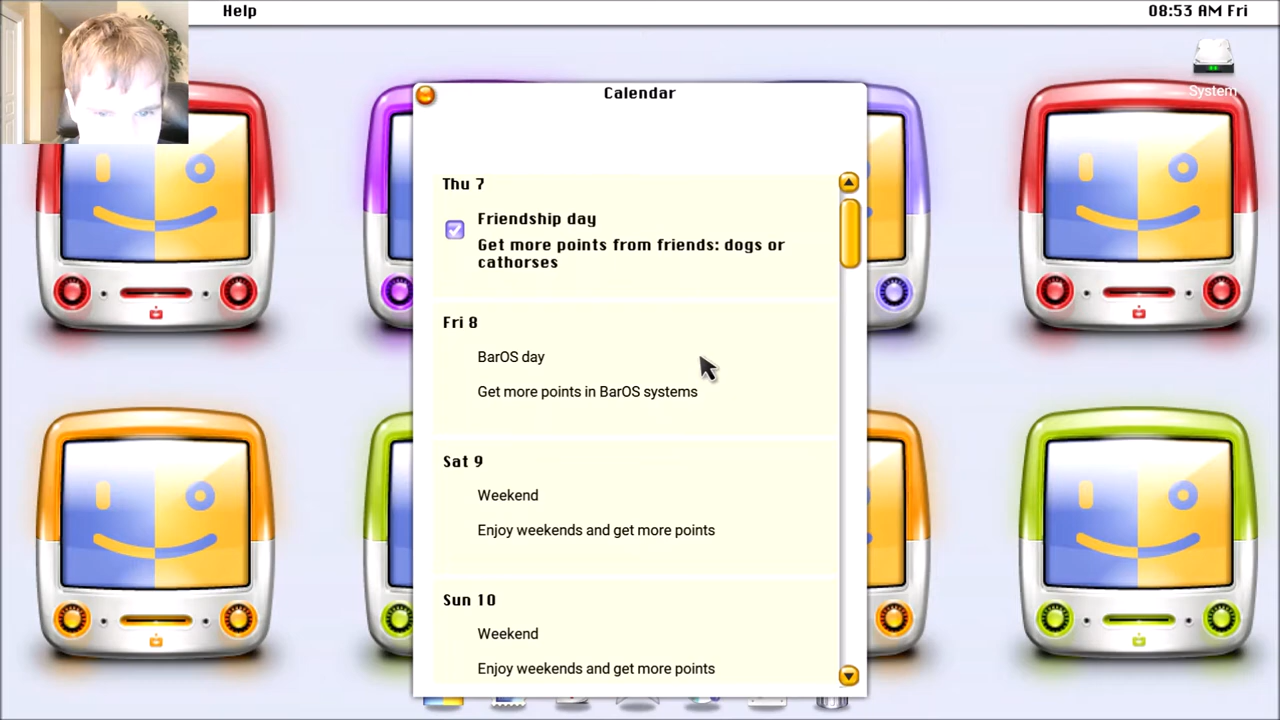 Help
08:53 AM Fri
System
Calendar
Thu 7
Friendship day
Get more points from friends: dogs or
cathorses
Fri 8
BarOS day
Get more points in BarOS systems
Sat 9
Weekend
Enjoy weekends and get more points
Sun 10
Weekend
Enjoy weekends and get more points